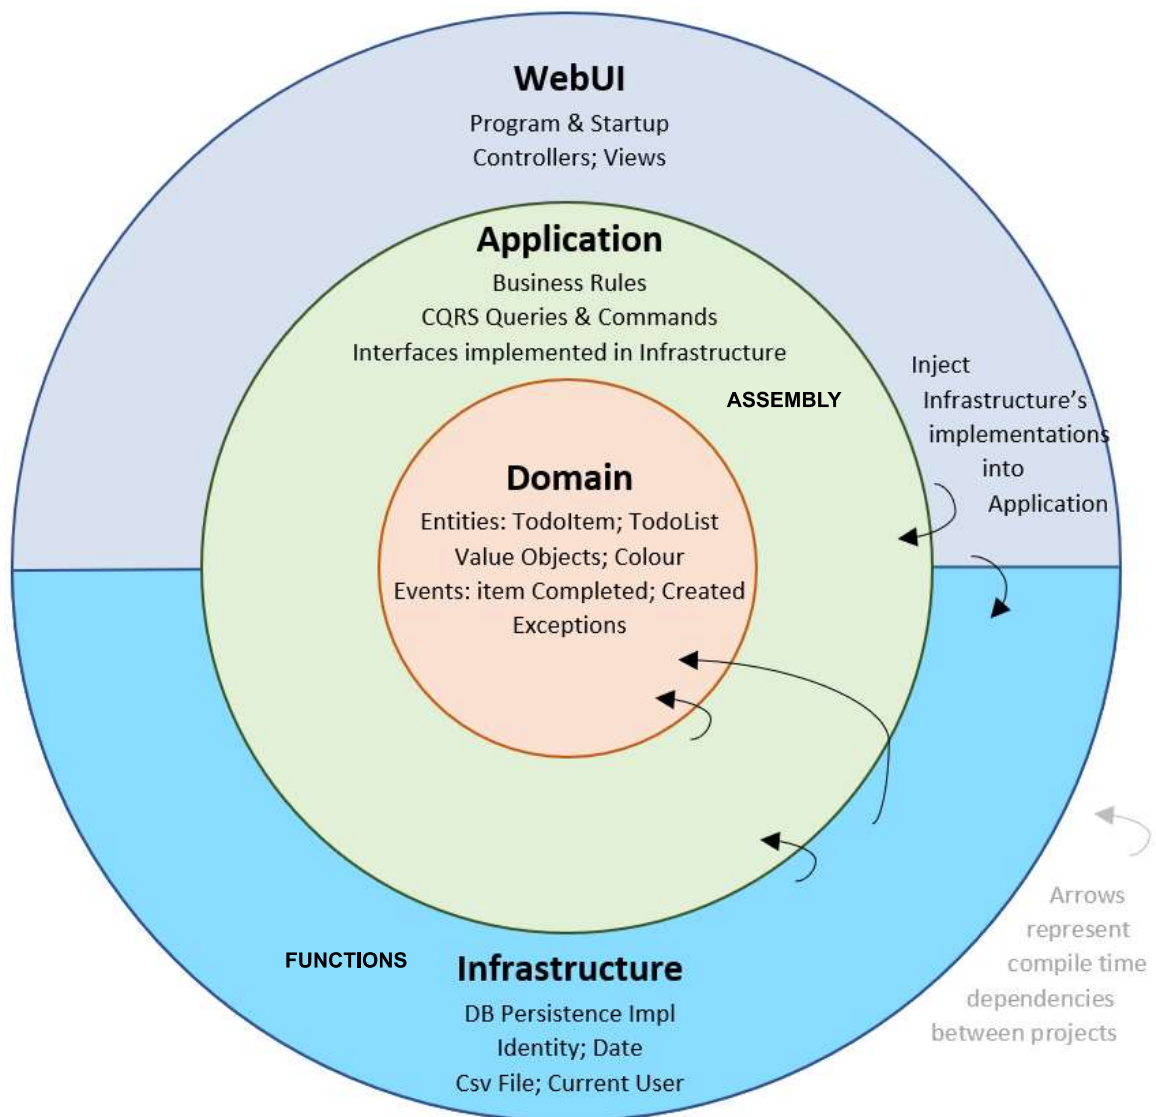 WebUI
Program & Startup
Controllers; Views
Application
Business Rules
CQRS Queries & Commands
Interfaces implemented in Infrastructure
ASSEMBLY
Inject
Infrastructure's
implementations
into
Application
Domain
Entities: TodoItem; TodoList
Value Objects; Colour
Events: item Completed; Created
Exceptions
FUNCTIONS
Infrastructure
DB Persistence Impl
Identity; Date
Csv File; Current User
Arrows
represent
compile time
dependencies
between projects